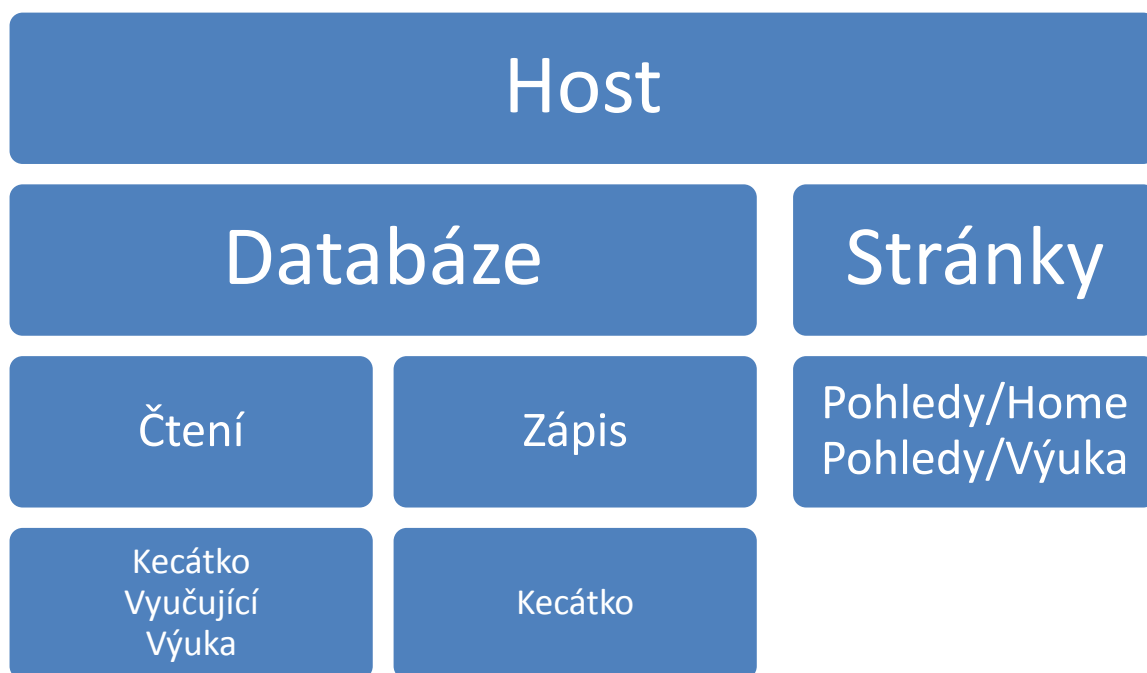 Host
Databáze
Stránky
Čtení
Zápis
Pohledy/Home
Pohledy/Výuka
Kecátko
Vyučující
Výuka
Kecátko